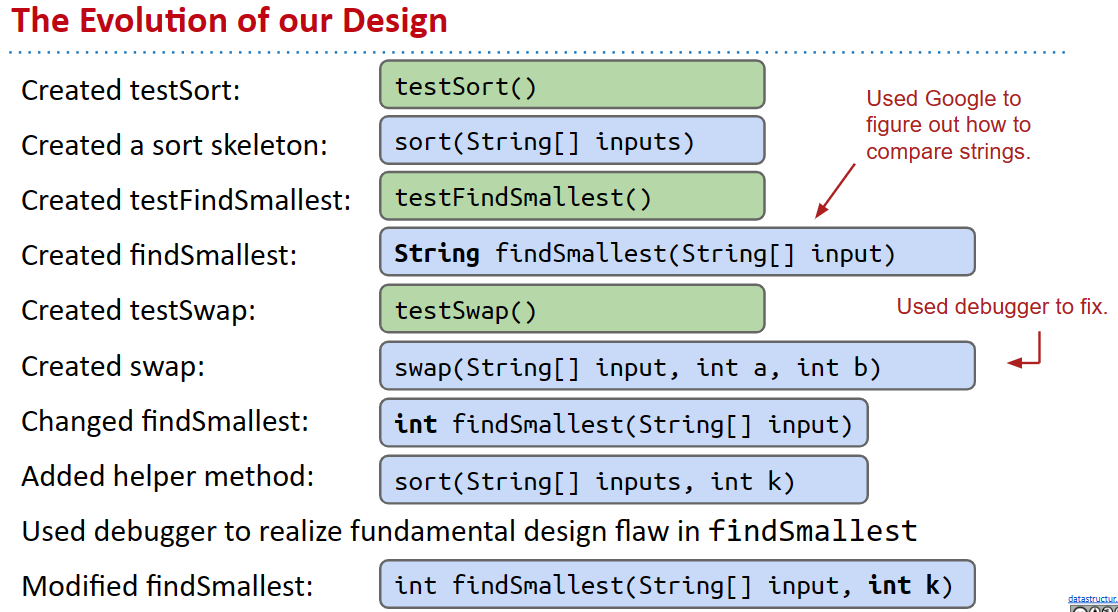 The Evolution of our Design
Created testSort:
testSort()
Created a sort skeleton:
sort(String[] inputs)
Used Google to
figure out how to
compare strings.
Created testFindSmallest:
testFindSmallest()
Created findSmallest:
String findSmallest(String[] input)
Created testSwap:
testSwap()
Used debugger to fix.
Created swap:
swap(String[] input, int a, int b)
Changed findSmallest:
int findSmallest(String[] input)
Added helper method:
sort(String[] inputs, int k)
Used debugger to realize fundamental design flaw in findSmallest
Modified findSmallest:
int findSmallest(String[] input, int k)
datastructur.